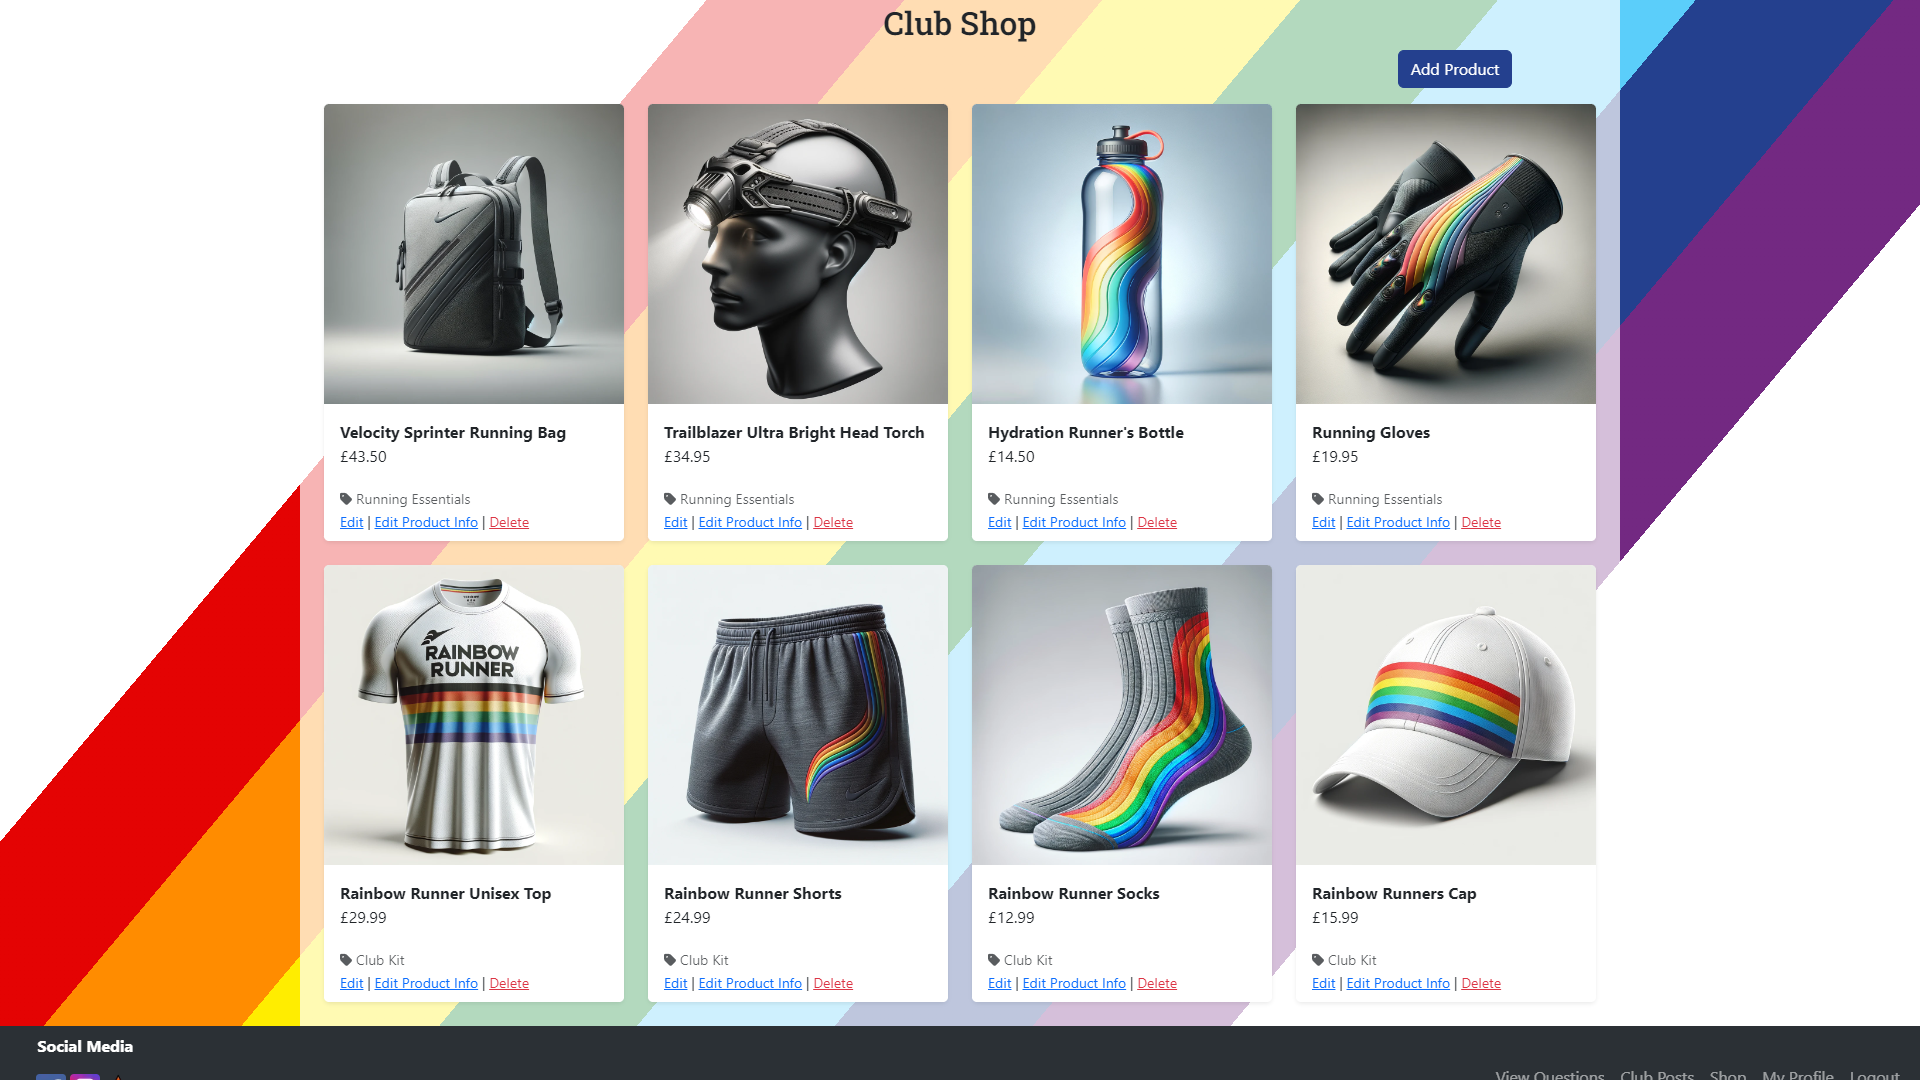 Club Shop
Add Product
Velocity Sprinter Running Bag
£43.50
Running Essentials
Edit | Edit Product Info | Delete
Trailblazer Ultra Bright Head Torch
£34.95
Running Essentials
Edit | Edit Product Info | Delete
Hydration Runner's Bottle
£14.50
Running Essentials
Edit | Edit Product Info | Delete
Running Gloves
£19.95
Running Essentials
Edit | Edit Product Info | Delete
RAINBOW
RUNNER
Rainbow Runner Unisex Top
£29.99
Club Kit
Edit | Edit Product Info | Delete
Rainbow Runner Shorts
£24.99
Club Kit
Edit | Edit Product Info | Delete
Rainbow Runner Socks
£12.99
Club Kit
Edit | Edit Product Info | Delete
Rainbow Runners Cap
£15.99
Club Kit
Edit | Edit Product Info | Delete
Social Media
View Questions Club Posts Shop My Profile Logout